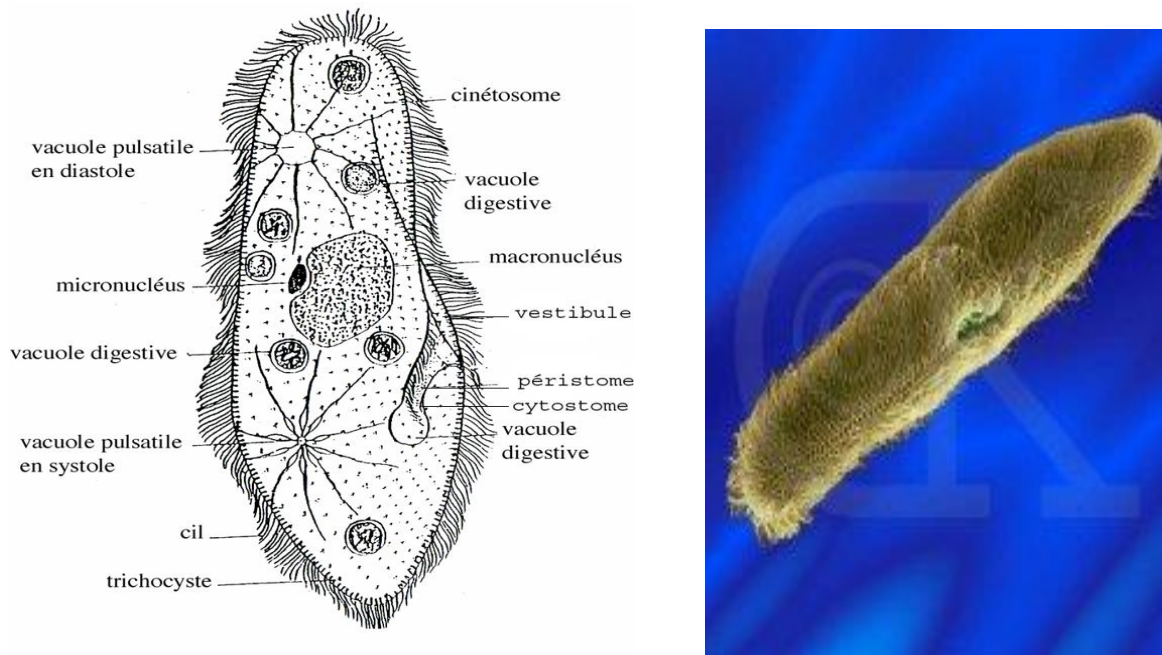 cinétosome
vacuole pulsatile
en diastole
vacuole
digestive
macronucléus
micronucléus
vestibule
vacuole digestive
péristome
cytostome
vacuole pulsatile
en systole
vacuole
digestive
cil
trichocyste